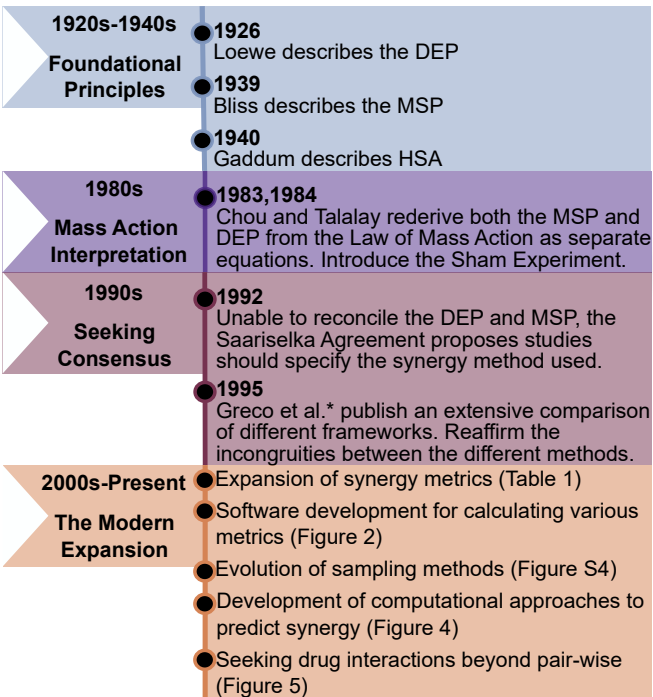 1920s-1940s
Foundational
Principles
1926
Loewe describes the DEP
1939
Bliss describes the MSP
1940
Gaddum describes HSA
1980s
Mass Action
Interpretation
1983,1984
Chou and Talalay rederive both the MSP and
DEP from the Law of Mass Action as separate
equations. Introduce the Sham Experiment.
1990s
Seeking
Consensus
1992
Unable to reconcile the DEP and MSP, the
Saariselka Agreement proposes studies
should specify the synergy method used.
1995
Greco et al.* publish an extensive comparison
of different frameworks. Reaffirm the
incongruities between the different methods.
2000s-Present
The Modern
Expansion
Expansion of synergy metrics (Table 1)
Software development for calculating various
metrics (Figure 2)
Evolution of sampling methods (Figure S4)
Development of computational approaches to
predict synergy (Figure 4)
Seeking drug interactions beyond pair-wise
(Figure 5)